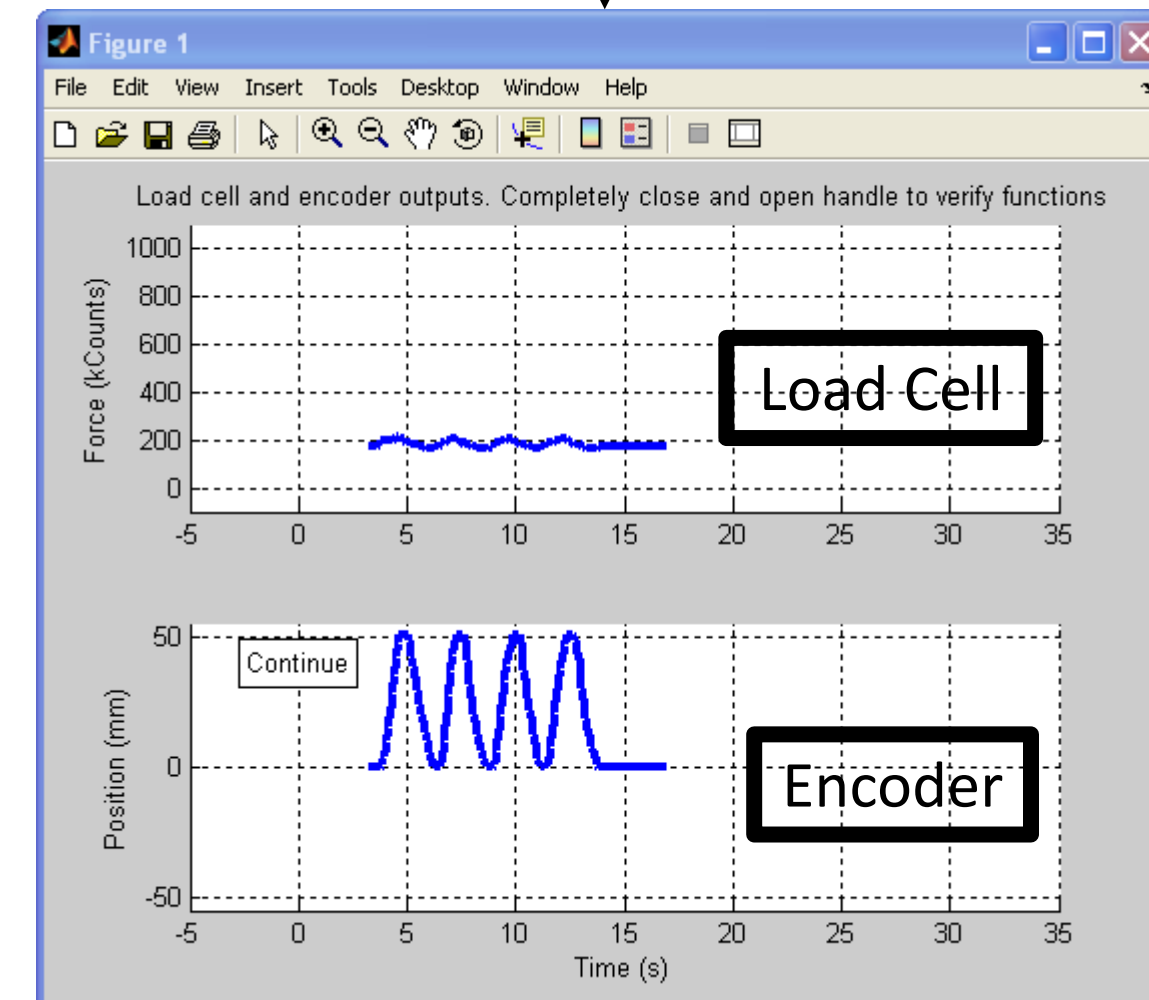 Figure 1
File Edit View Insert Tools Desktop Window Help
Load cell and encoder outputs. Completely close and open handle to verify functions
Force (kCounts)
1000
800
600
400
200
0
Load Cell
-5 0 5 10 15 20 25 30 35
Position (mm)
50
0
-50
Continue
Encoder
-5 0 5 10 15 20 25 30 35
Time (s)